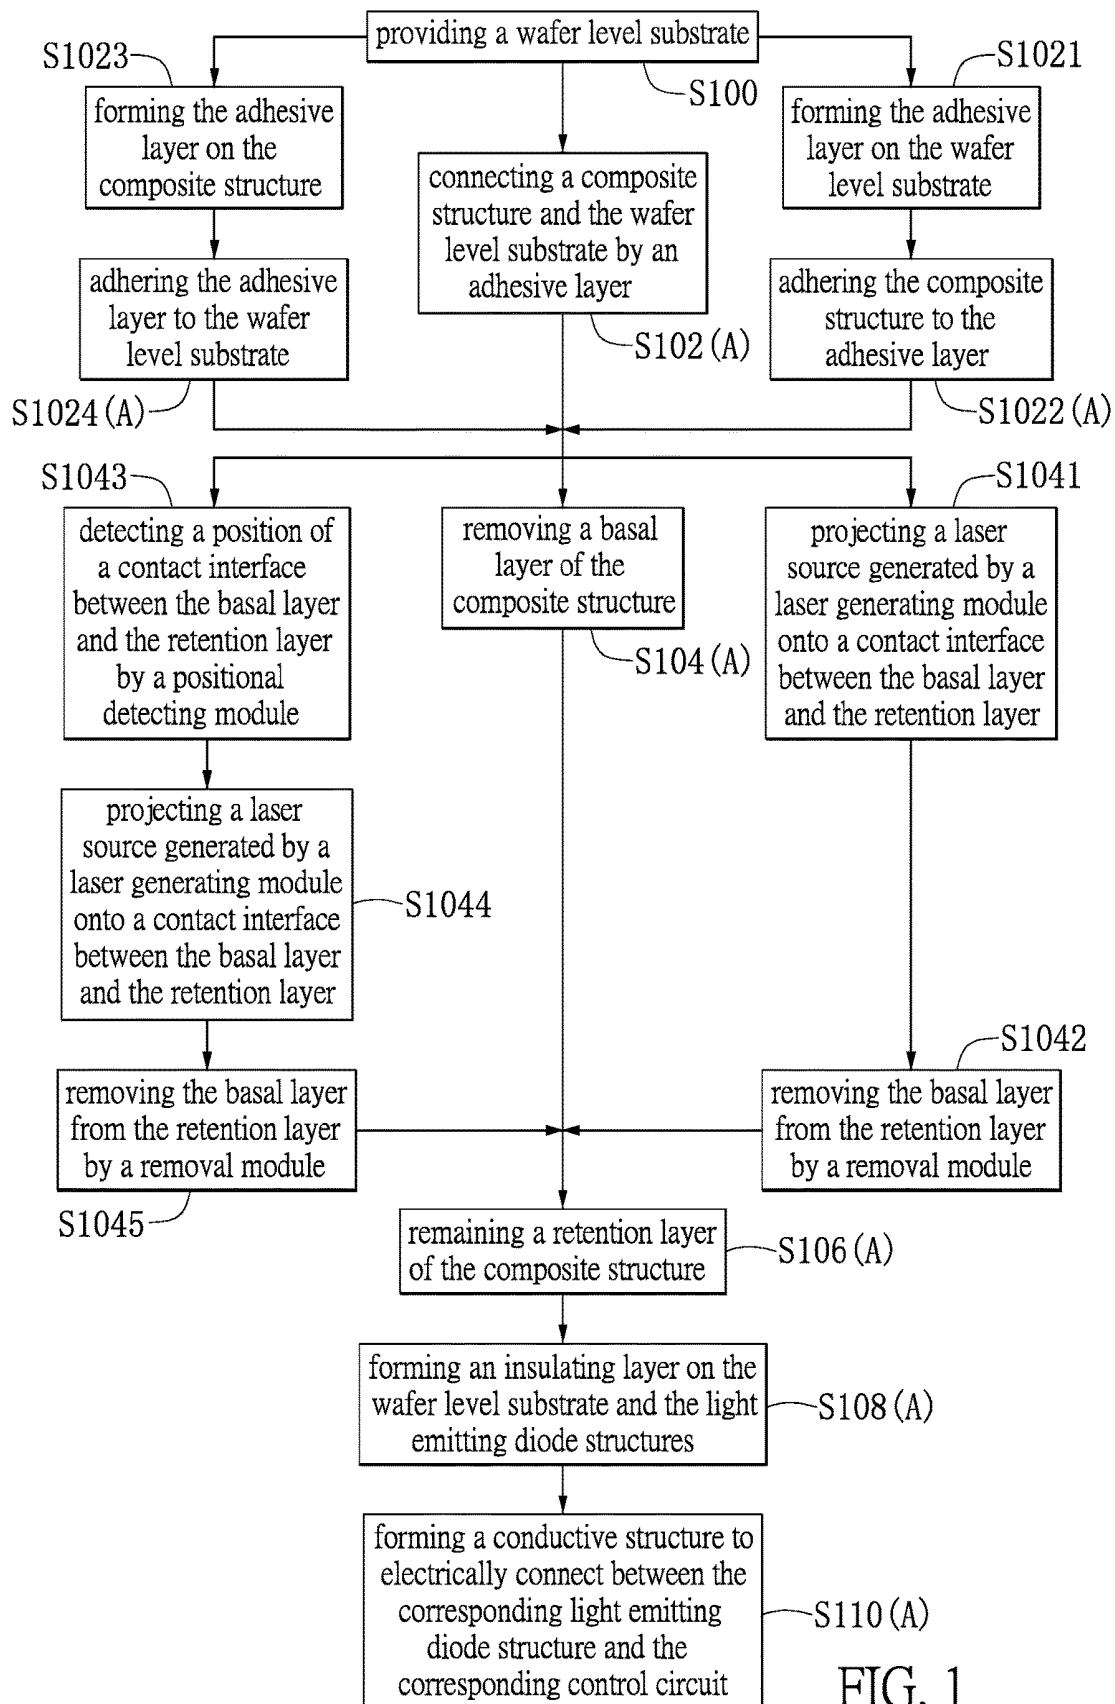 providing a wafer level substrate
S100
S1023
forming the adhesive
layer on the
composite structure
adhering the adhesive
layer to the wafer
level substrate
S1024(A)
connecting a composite
structure and the wafer
level substrate by an
adhesive layer
S102(A)
S1021
forming the adhesive
layer on the wafer
level substrate
adhering the composite
structure to the
adhesive layer
S1022(A)
S1043
detecting a position of
a contact interface
between the basal layer
and the retention layer
by a positional
detecting module
projecting a laser
source generated by a
laser generating module
onto a contact interface
between the basal layer
and the retention layer
S1044
removing the basal layer
from the retention layer
by a removal module
S1045
removing a basal
layer of the
composite structure
S104(A)
S1041
projecting a laser
source generated by a
laser generating module
onto a contact interface
between the basal layer
and the retention layer
S1042
removing the basal layer
from the retention layer
by a removal module
remaining a retention layer
of the composite structure
S106(A)
forming an insulating layer on the
wafer level substrate and the light
emitting diode structures
S108(A)
forming a conductive structure to
electrically connect between the
corresponding light emitting
diode structure and the
corresponding control circuit
S110(A)
FIG. 1